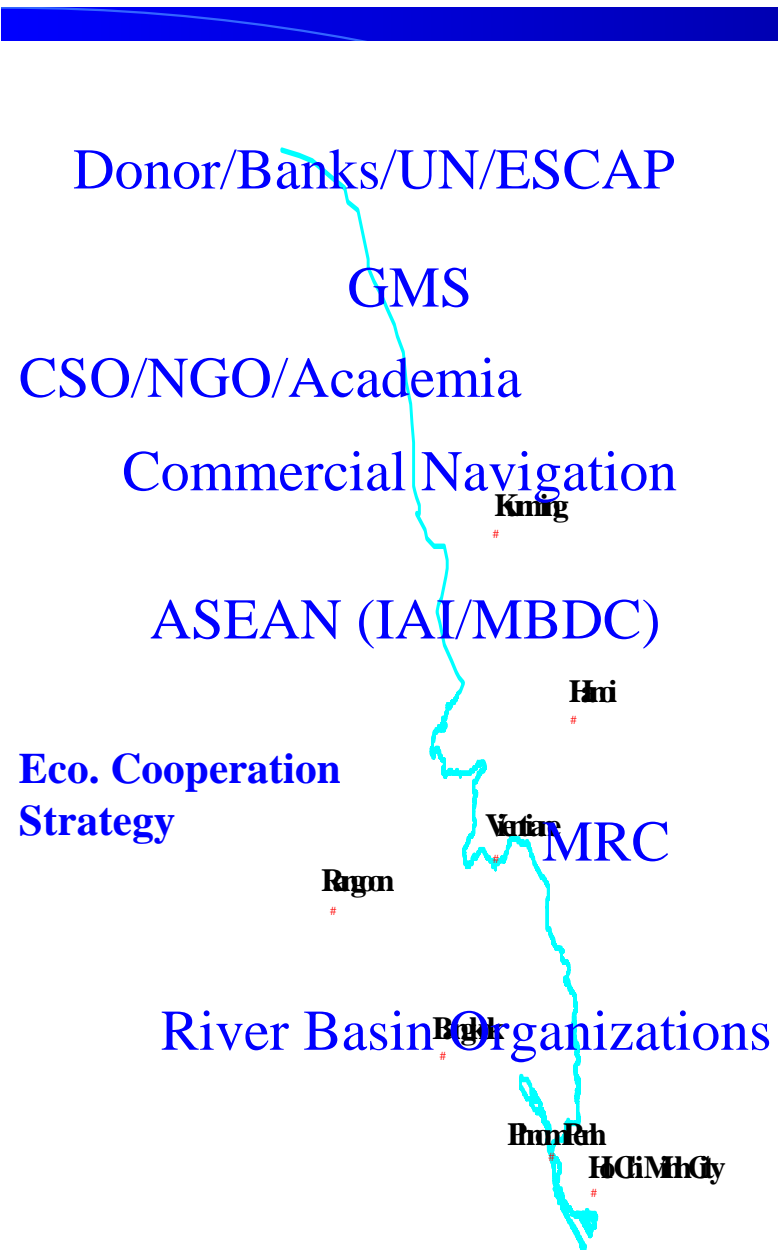 Donor/Banks/UN/ESCAP
GMS
CSO/NGO/Academia
Commercial Navigation
Kunming
#
ASEAN (IAI/MBDC)
Hanoi
#
Eco. Cooperation
Strategy
Vientiane
MRC
#
Rangoon
#
River Basin Organizations
Bangkok
#
Phnom Penh
#
Ho Chi Minh City
#